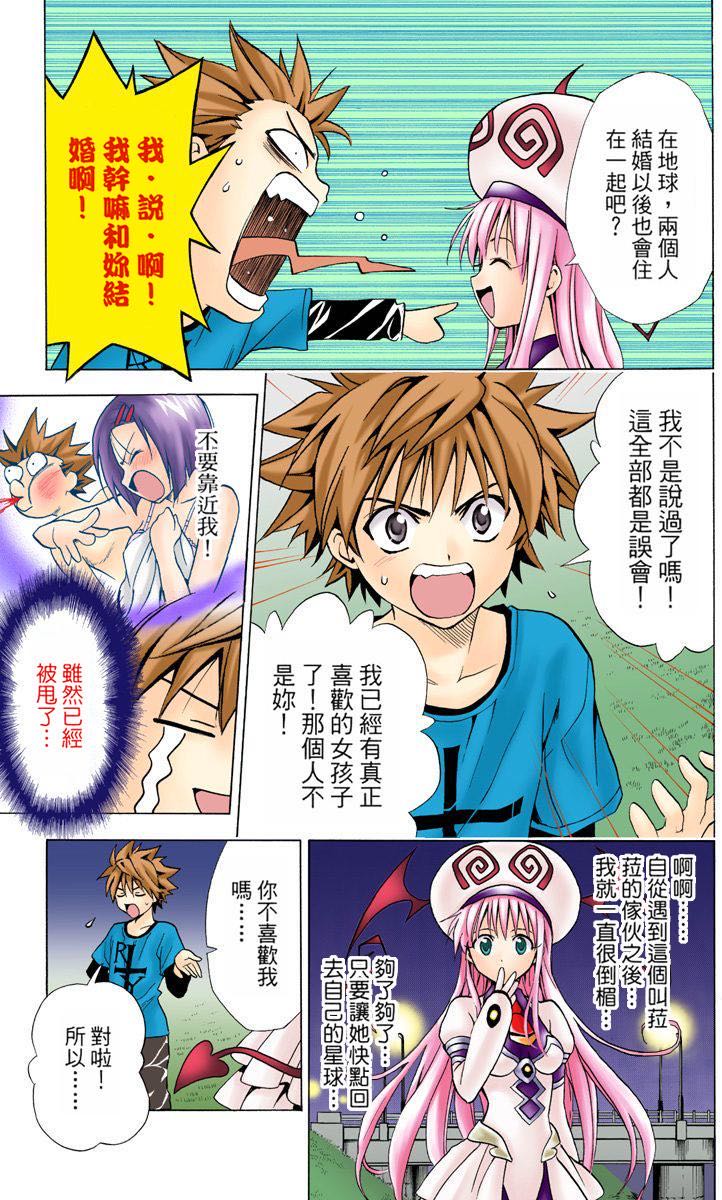 在地球，兩個人
結婚以後也會住
在一起吧？
我．說．啊！
我幹嘛和妳結
婚啊！
我不是說過了嗎！
這全部都是誤會！
我已經有真正
喜歡的女孩子
了！那個人不
是妳！
不要靠近我！
雖然已經
被甩了…
啊啊……
自從遇到這個叫菈
菈的傢伙之後…
我就一直很倒楣…
夠了夠了…
只要讓她快點回
去自己的星球…
你不喜歡我
嗎……
對啦！
所以……